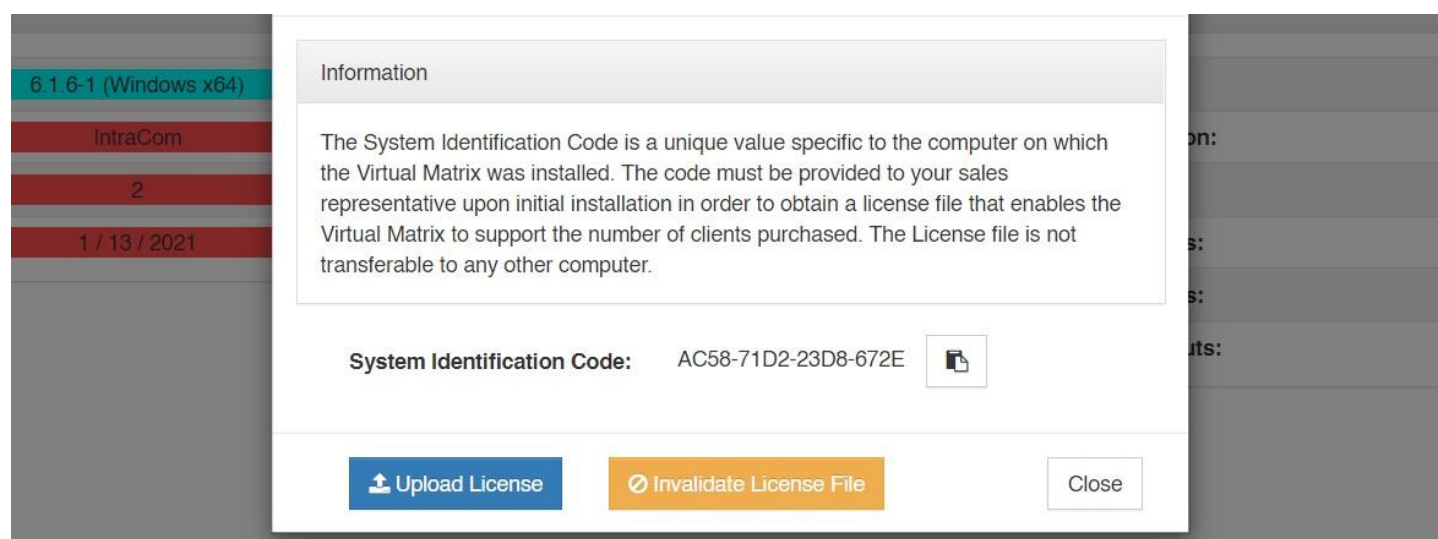 Information
6.1.6-1 (Windows x64)
IntraCom
2
1 / 13 / 2021
The System Identification Code is a unique value specific to the computer on which
the Virtual Matrix was installed. The code must be provided to your sales
representative upon initial installation in order to obtain a license file that enables the
Virtual Matrix to support the number of clients purchased. The License file is not
transferable to any other computer.
on:
s:
s:
uts:
System Identification Code: AC58-71D2-23D8-672E
Upload License
Invalidate License File
Close